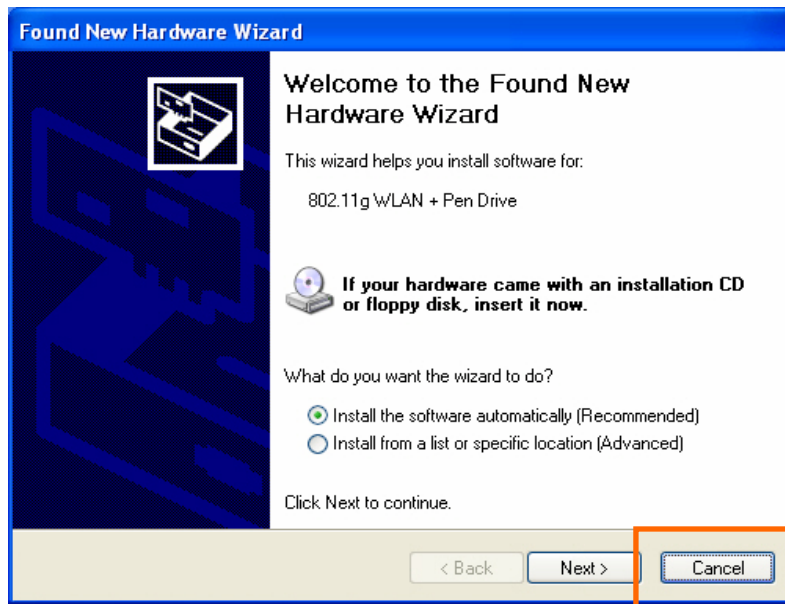 Found New Hardware Wizard
Welcome to the Found New
Hardware Wizard
This wizard helps you install software for:
802.11g WLAN + Pen Drive
If your hardware came with an installation CD
or floppy disk, insert it now.
What do you want the wizard to do?
Install the software automatically (Recommended)
Install from a list or specific location (Advanced)
Click Next to continue.
< Back Next > Cancel